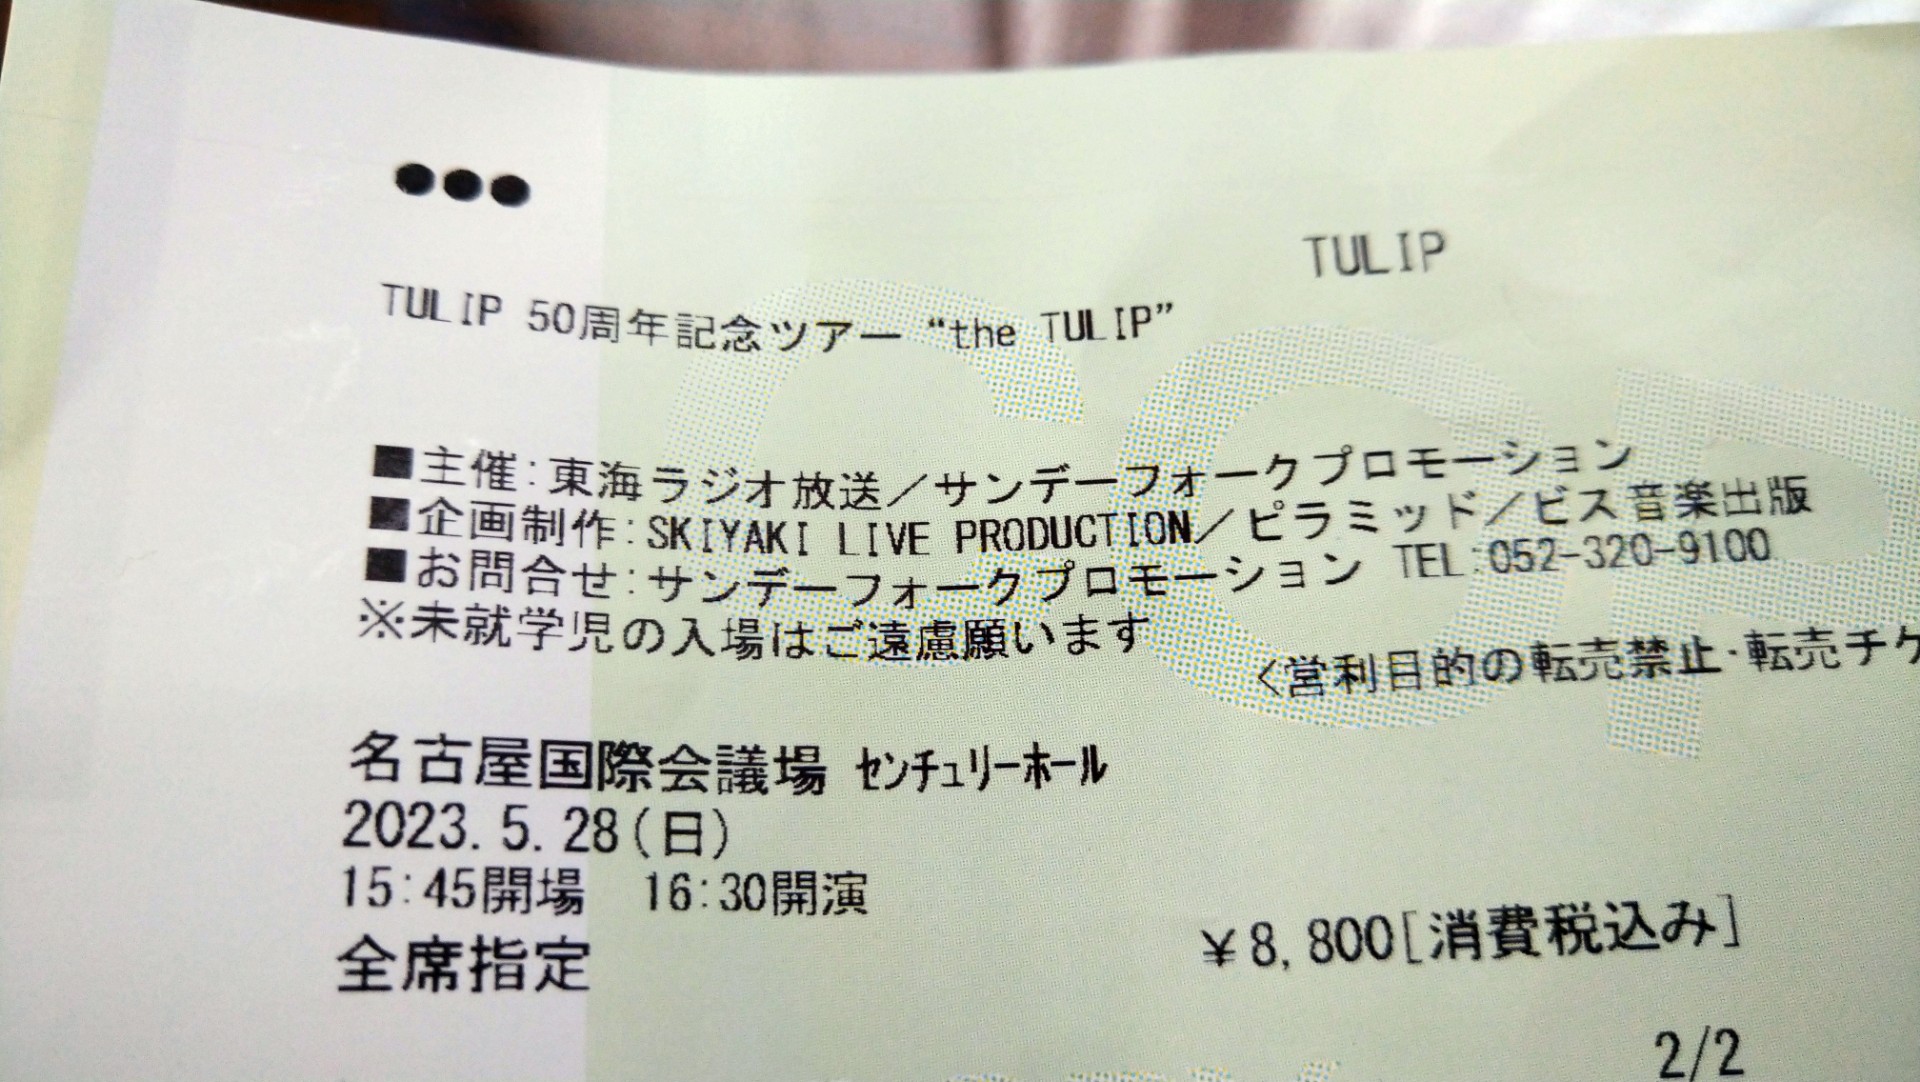 ●●●
TULIP
TULIP 50周年記念ツアー “the TULIP”
■主催:東海ラジオ放送／サンデーフォークプロモーション
■企画制作:SKIYAKI LIVE PRODUCTION／ピラミッド／ビス音楽出版
■お問合せ:サンデーフォークプロモーション TEL:052-320-9100
※未就学児の入場はご遠慮願います
<営利目的の転売禁止・転売チケ
名古屋国際会議場 センチュリーホール
2023. 5. 28(日)
15:45開場 16:30開演
全席指定
¥8,800[消費税込み]
2/2
COP